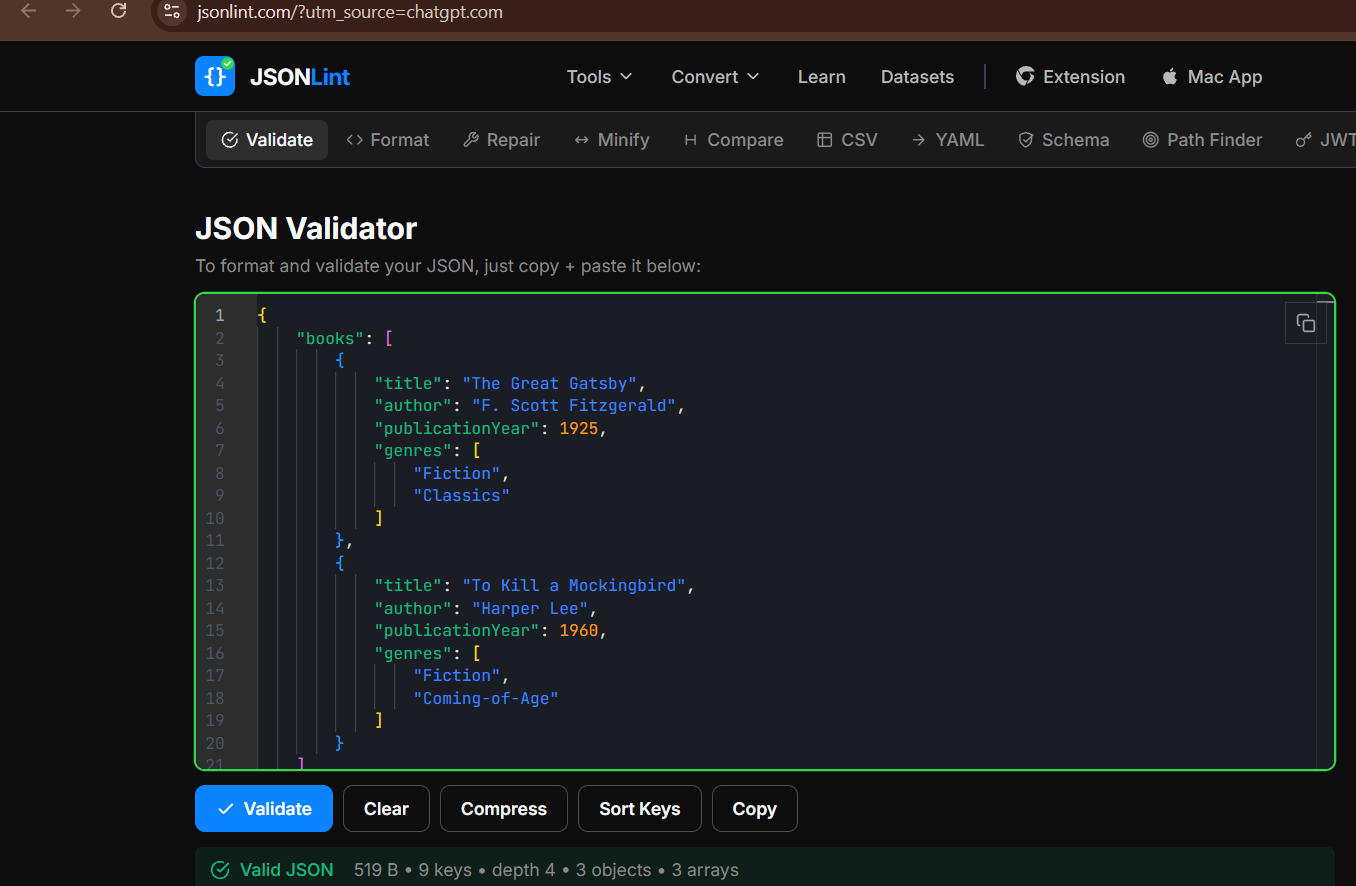 jsonlint.com/?utm_source=chatgpt.com
{} JSONLint Tools Convert Learn Datasets Extension Mac App
Validate <> Format Repair Minify Compare CSV YAML Schema Path Finder JWT
JSON Validator
To format and validate your JSON, just copy + paste it below:
1 {
2     "books": [
3         {
4             "title": "The Great Gatsby",
5             "author": "F. Scott Fitzgerald",
6             "publicationYear": 1925,
7             "genres": [
8                 "Fiction",
9                 "Classics"
10             ]
11         },
12         {
13             "title": "To Kill a Mockingbird",
14             "author": "Harper Lee",
15             "publicationYear": 1960,
16             "genres": [
17                 "Fiction",
18                 "Coming-of-Age"
19             ]
20         }
21     ]
Validate Clear Compress Sort Keys Copy
Valid JSON 519 B • 9 keys • depth 4 • 3 objects • 3 arrays